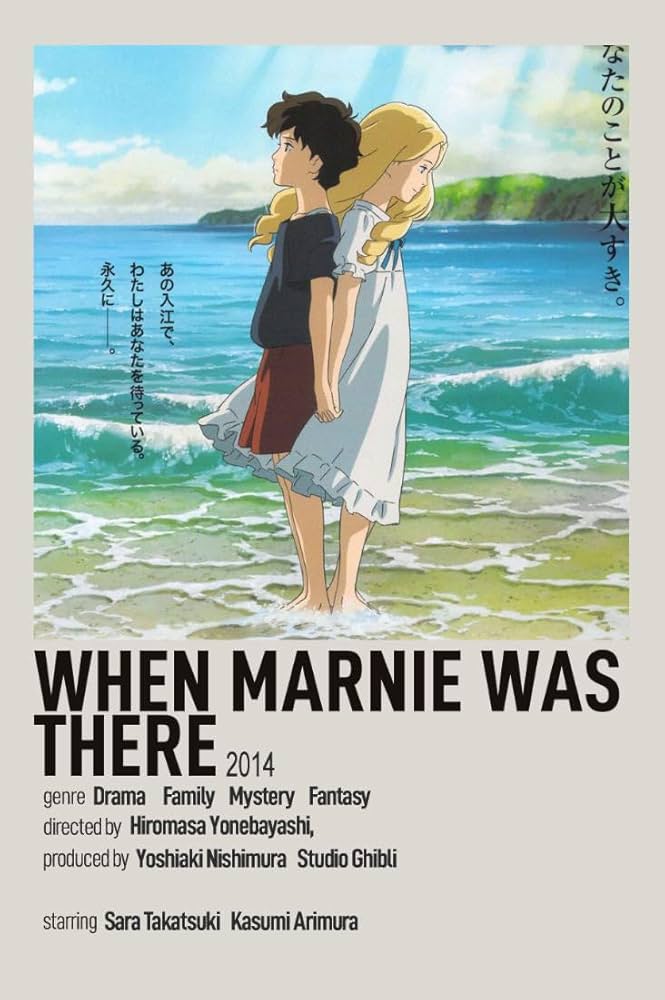 なたのことが大すき。
あの入江で、
わたしはあなたを待っている。
永久に——。
WHEN MARNIE WAS
THERE 2014
genre Drama Family Mystery Fantasy
directed by Hiromasa Yonebayashi,
produced by Yoshiaki Nishimura Studio Ghibli
starring Sara Takatsuki Kasumi Arimura